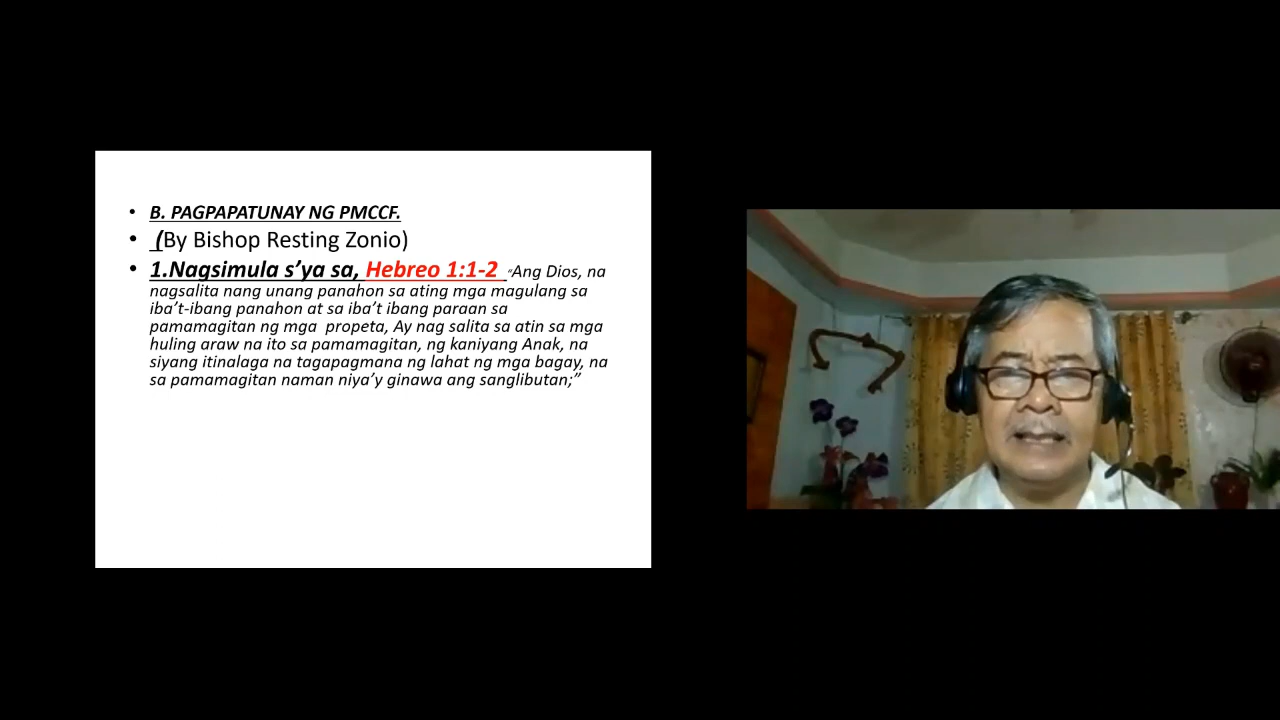 • B. PAGPAPATUNAY NG PMCCF.
• (By Bishop Resting Zonio)
• 1.Nagsimula s’ya sa, Hebreo 1:1-2 “Ang Dios, na
nagsalita nang unang panahon sa ating mga magulang sa
iba’t-ibang panahon at sa iba’t ibang paraan sa
pamamagitan ng mga propeta, Ay nag salita sa atin sa mga
huling araw na ito sa pamamagitan, ng kaniyang Anak, na
siyang itinalaga na tagapagmana ng lahat ng mga bagay, na
sa pamamagitan naman niya’y ginawa ang sanglibutan;”